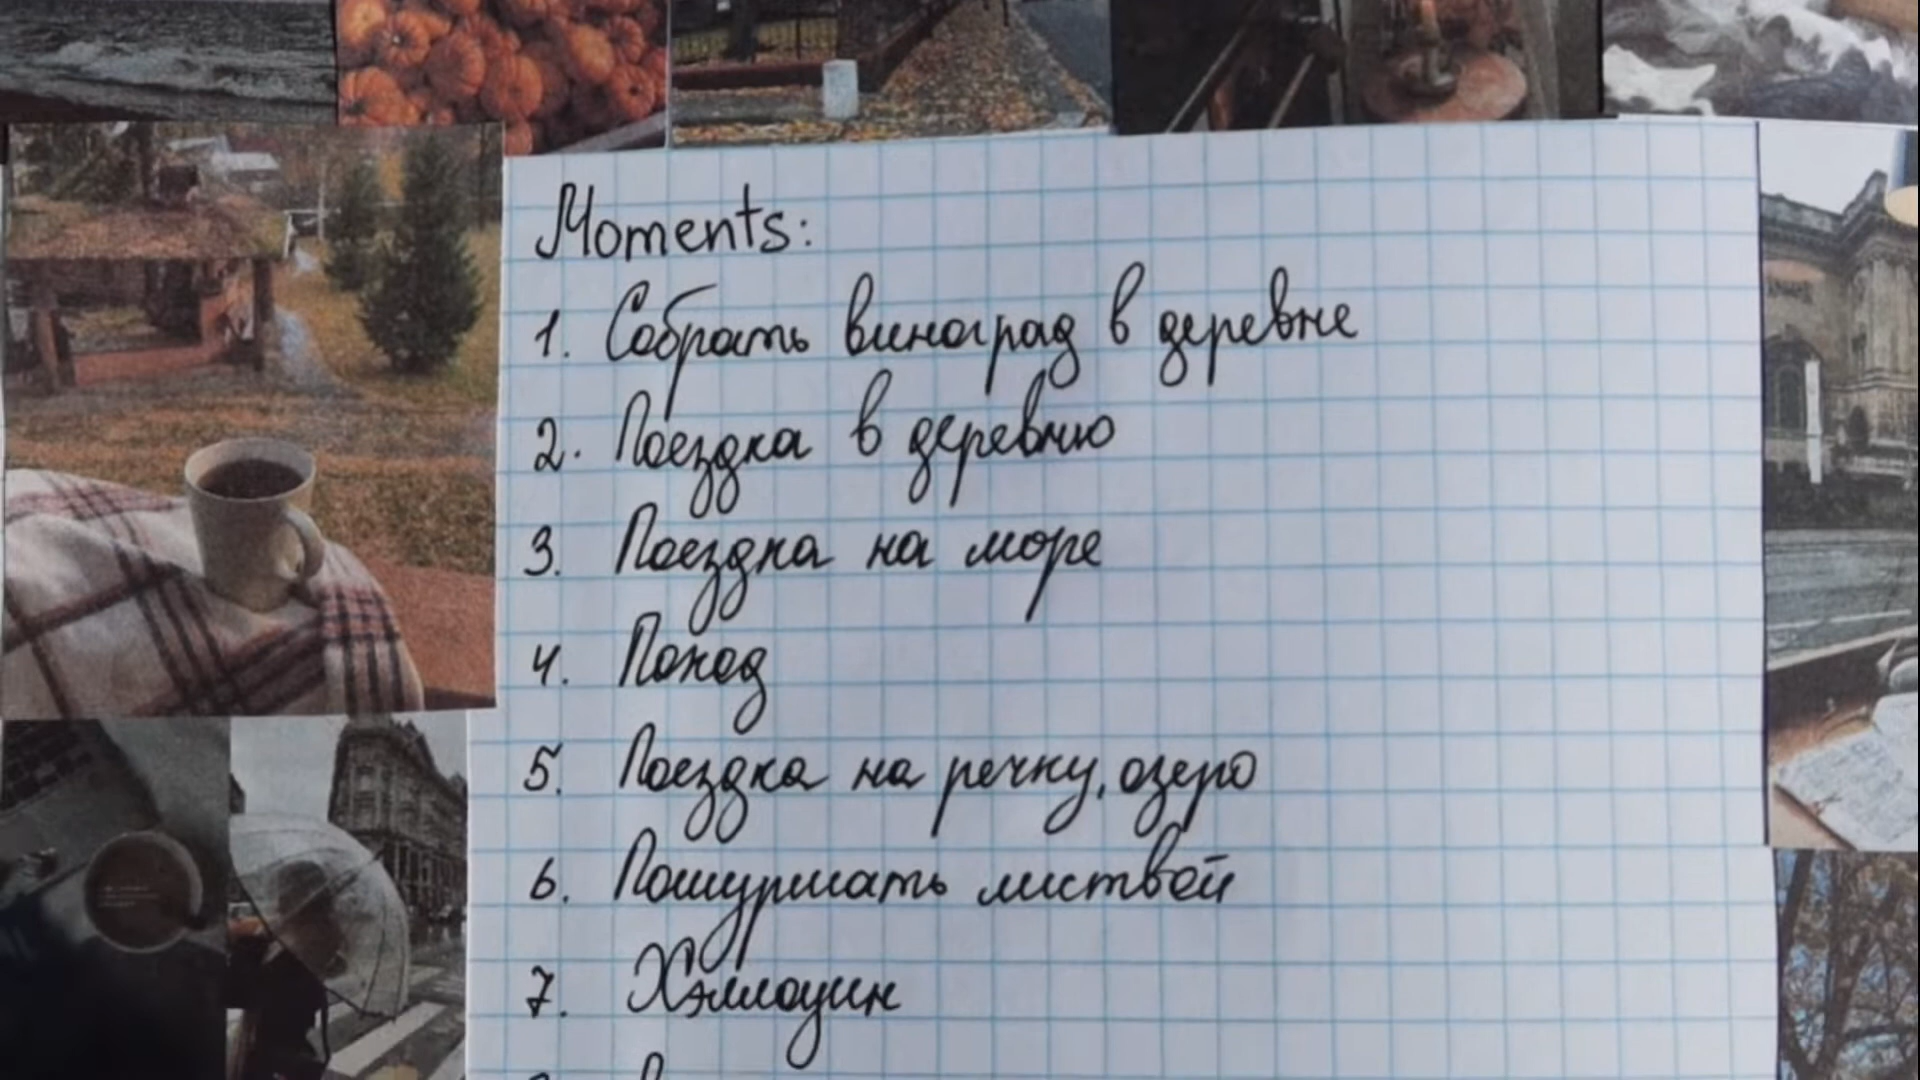 Moments:
1. Собрать виноград в деревне
2. Поездка в деревню
3. Поездка на море
4. Поход
5. Поездка на речку, озеро
6. Пошуршать листвой
7. Хэллоуин